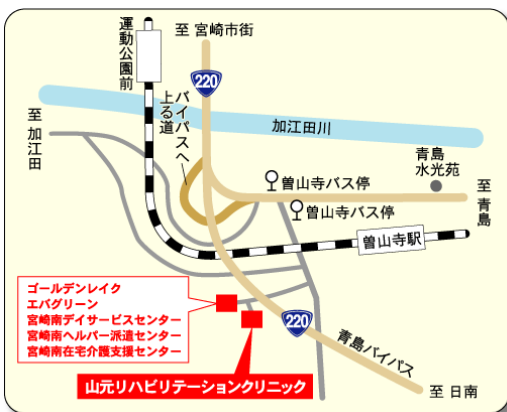 至 宮崎市街
運動公園前
220
バイパスへ
上る道
至 加江田
加江田川
青島
水光苑
曽山寺バス停
曽山寺バス停
至 青島
曽山寺駅
ゴールデンレイク
エバグリーン
宮崎南デイサービスセンター
宮崎南ヘルパー派遣センター
宮崎南在宅介護支援センター
220
青島バイパス
山元リハビリテーションクリニック
至 日南